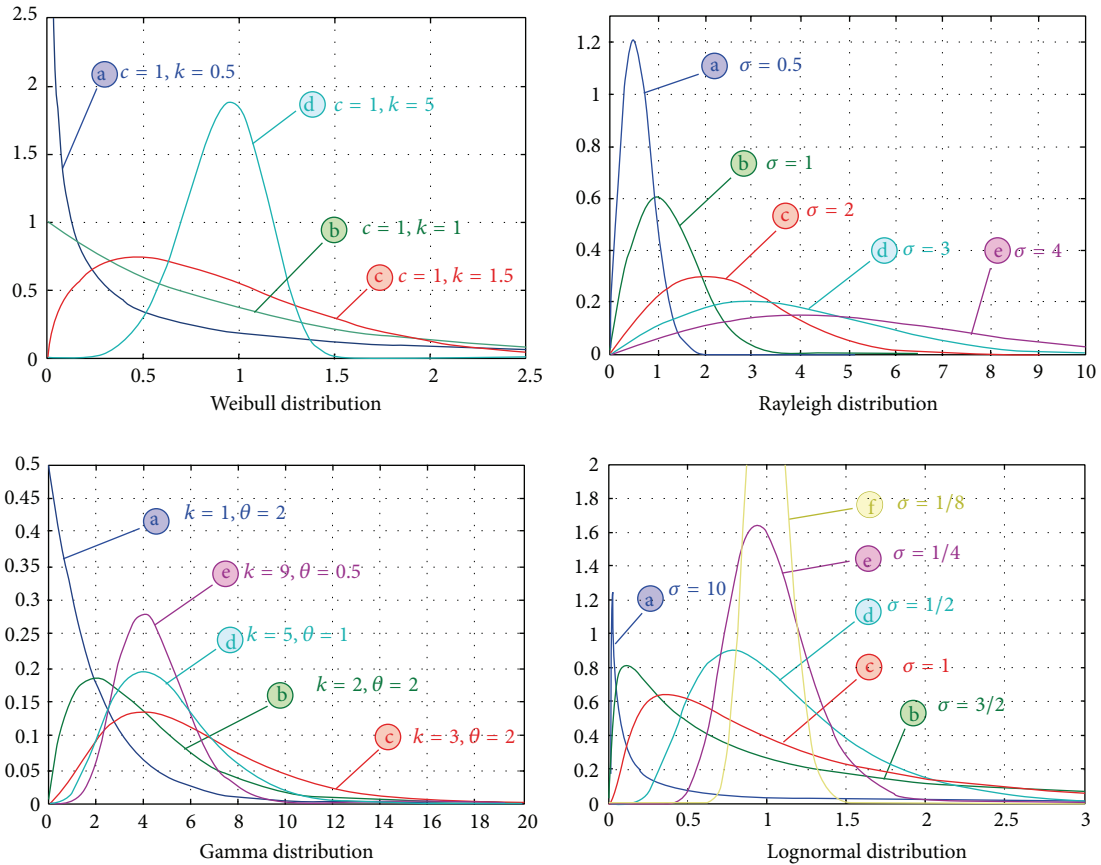 2.5
2
1.5
1
0.5
0
0.5
1
1.5
2
2.5
a c = 1, k = 0.5
d c = 1, k = 5
b c = 1, k = 1
c c = 1, k = 1.5
Weibull distribution
1.2
1
0.8
0.6
0.4
0.2
0
0 1 2 3 4 5 6 7 8 9 10
a σ = 0.5
b σ = 1
c σ = 2
d σ = 3
e σ = 4
Rayleigh distribution
0.5
0.45
0.4
0.35
0.3
0.25
0.2
0.15
0.1
0.05
0
0 2 4 6 8 10 12 14 16 18 20
a k = 1, θ = 2
e k = 9, θ = 0.5
d k = 5, θ = 1
b k = 2, θ = 2
c k = 3, θ = 2
Gamma distribution
2
1.8
1.6
1.4
1.2
1
0.8
0.6
0.4
0.2
0
0 0.5 1 1.5 2 2.5 3
f σ = 1/8
e σ = 1/4
a σ = 10
d σ = 1/2
c σ = 1
b σ = 3/2
Lognormal distribution